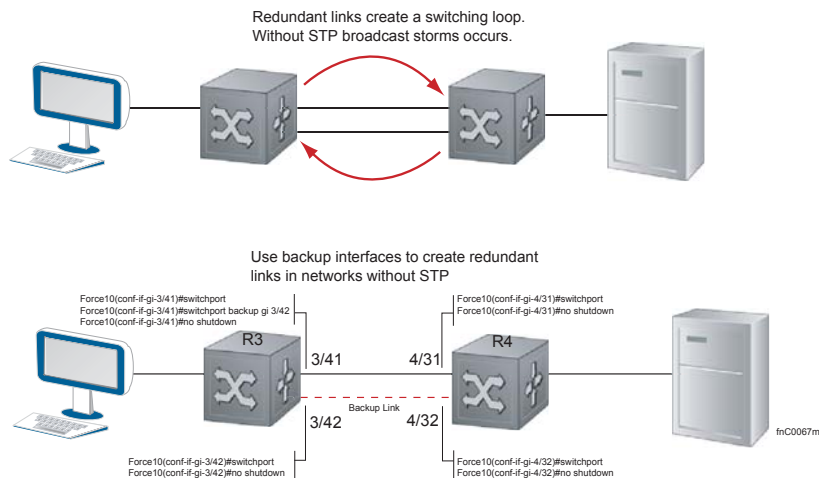 Redundant links create a switching loop.
Without STP broadcast storms occurs.
Use backup interfaces to create redundant
links in networks without STP
Force10(conf-if-gi-3/41)#switchport
Force10(conf-if-gi-3/41)#switchport backup gi 3/42
Force10(conf-if-gi-3/41)#no shutdown
Force10(conf-if-gi-4/31)#switchport
Force10(conf-if-gi-4/31)#no shutdown
R3
R4
3/41
4/31
Backup Link
3/42
4/32
fnC0067m
Force10(conf-if-gi-3/42)#switchport
Force10(conf-if-gi-3/42)#no shutdown
Force10(conf-if-gi-4/32)#switchport
Force10(conf-if-gi-4/32)#no shutdown